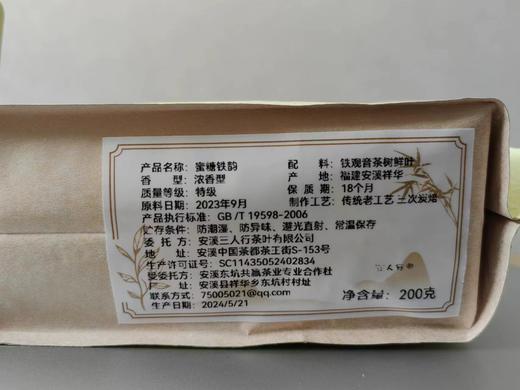 产品名称：蜜糖铁韵 配 料：铁观音茶树鲜叶
香 型：浓香型 产 地：福建安溪祥华
质量等级：特级 保 质 期：18个月
原料日期：2023年9月 制作工艺：传统老工艺 三次炭焙
产品执行标准：GB/T 19598-2006
贮存条件：防潮湿、防异味、避光直射、常温保存
委 托 方：安溪三人行茶叶有限公司
地 址：安溪中国茶都茶王街S-153号
生产许可证号：SC11435052402834
受委托方：安溪东坑共赢茶业专业合作社
厂 址：安溪县祥华乡东坑村村址
联系方式：75005021@qq.com
生产日期：2024/5/21
净含量：200克